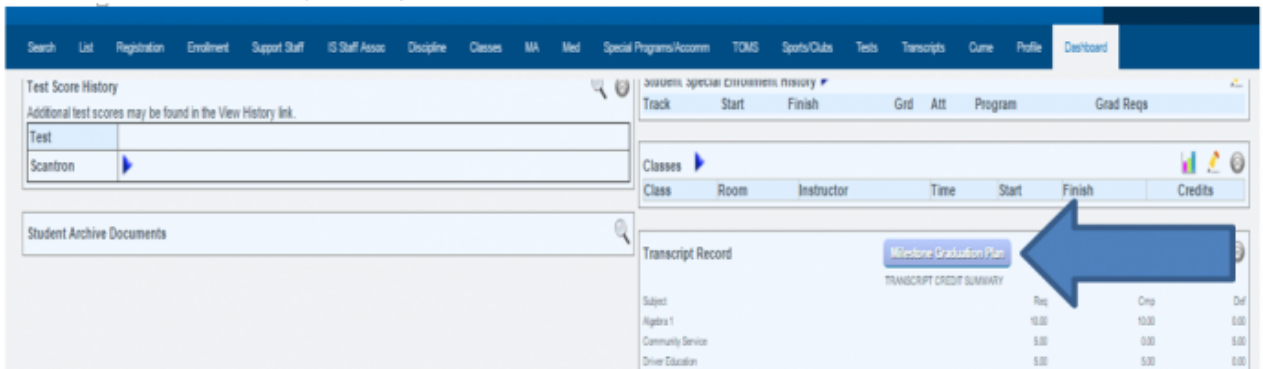 Search List Registration Enrollment Support Staff IS Staff Assoc Discipline Classes MA Med Special Programs/Accomm TOMS Sports/Clubs Tests Transcripts Cume Profile Dashboard
Test Score History
Additional test scores may be found in the View History link.
Test
Scantron
Student Archive Documents
Student Special Enrollment History
Track Start Finish Grd Att Program Grad Reqs
Classes
Class Room Instructor Time Start Finish Credits
Transcript Record Milestone Graduation Plan
TRANSCRIPT CREDIT SUMMARY
Subject Req Cmp Def
Algebra 1 10.00 10.00 0.00
Community Service 5.00 0.00 5.00
Driver Education 5.00 5.00 0.00